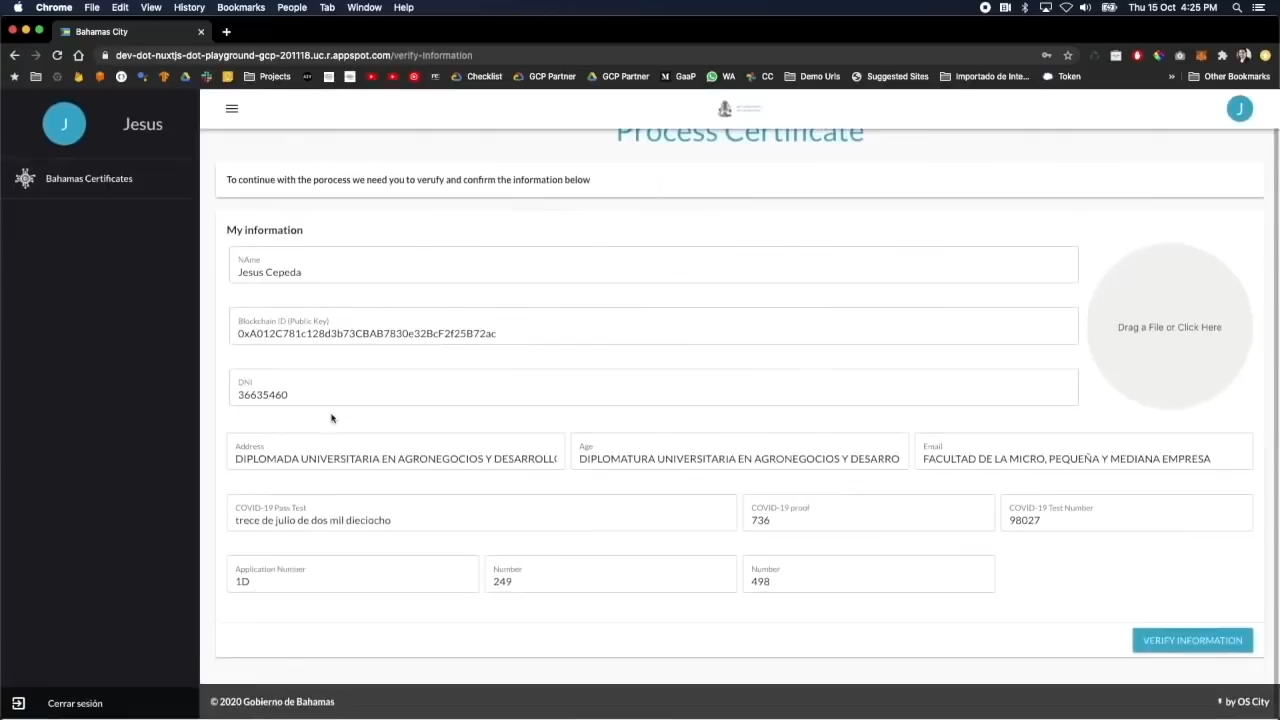 Chrome File Edit View History Bookmarks People Tab Window Help Thu 15 Oct 4:25 PM
Bahamas City
dev-dot-nuxtjs-dot-playground-gcp-201118.uc.r.appspot.com/verify-information
Projects Checklist GCP Partner GCP Partner GaaP WA CC Demo Urls Suggested Sites Importado de Inte... Token » Other Bookmarks
J Jesus
J
Bahamas Certificates
Process Certificate
To continue with the porocess we need you to verufy and confirm the information below
My information
NAme
Jesus Cepeda
Blockchain ID (Public Key)
0xA012C781c128d3b73CBAB7830e32BcF2f25B72ac
Drag a File or Click Here
DNI
36635460
Address Age Email
DIPLOMADA UNIVERSITARIA EN AGRONEGOCIOS Y DESARROLL DIPLOMATURA UNIVERSITARIA EN AGRONEGOCIOS Y DESARRO FACULTAD DE LA MICRO, PEQUEÑA Y MEDIANA EMPRESA
COVID-19 Pass Test COVID-19 proof COVID-19 Test Number
trece de julio de dos mil dieciocho 736 98027
Application Number Number Number
1D 249 498
VERIFY INFORMATION
Cerrar sesión
© 2020 Gobierno de Bahamas by OS City